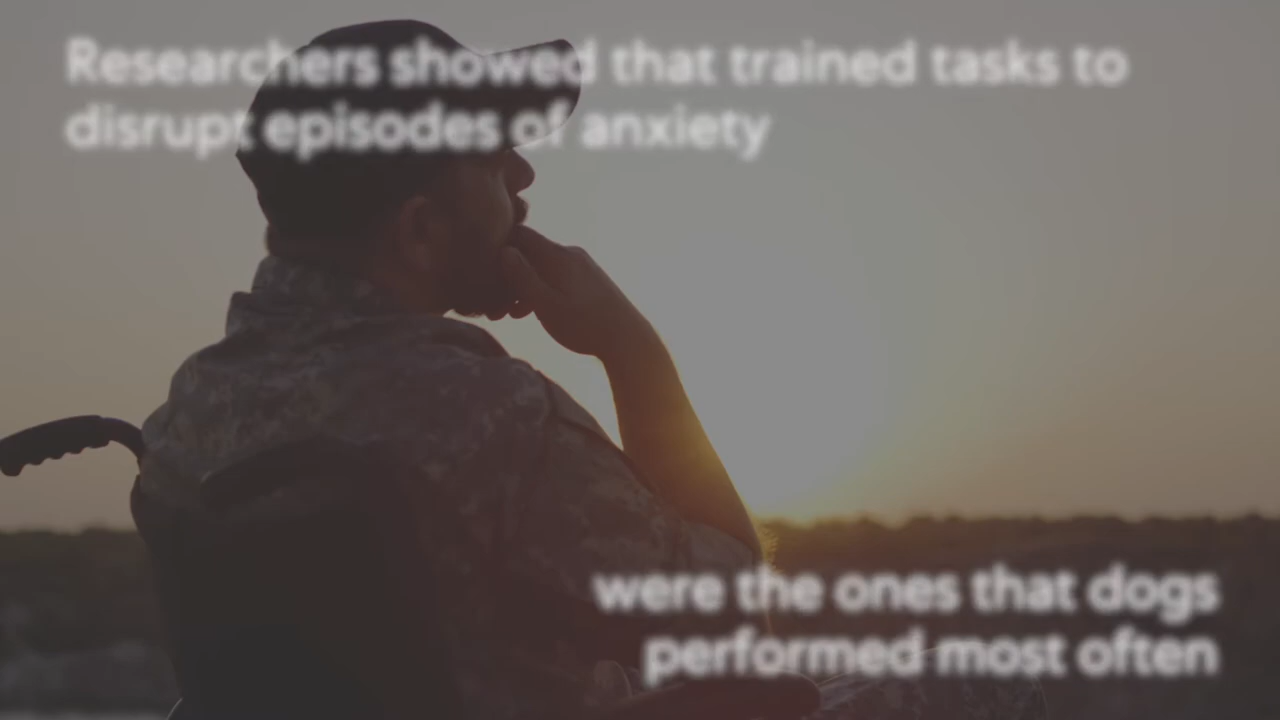 Researchers showed that trained tasks to
disrupt episodes of anxiety
were the ones that dogs
performed most often